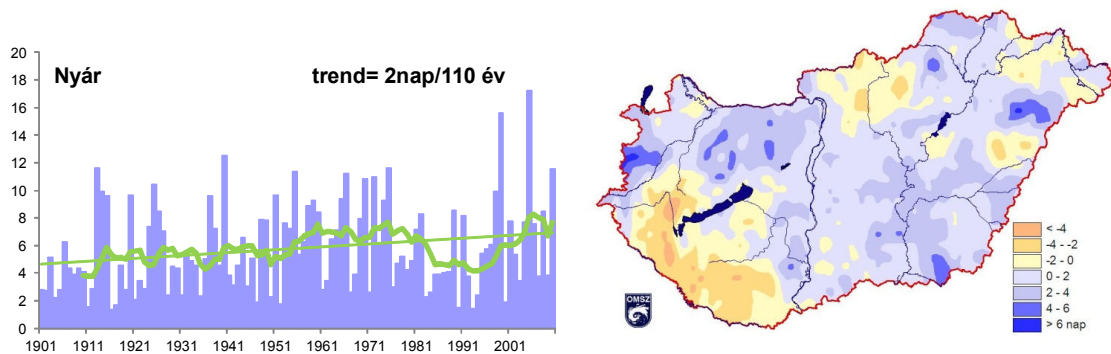 20
18
16
14
12
10
8
6
4
2
0
Nyár
trend= 2nap/110 év
1901 1911 1921 1931 1941 1951 1961 1971 1981 1991 2001
OMSZ
< -4
-4 - -2
-2 - 0
0 - 2
2 - 4
4 - 6
> 6 nap